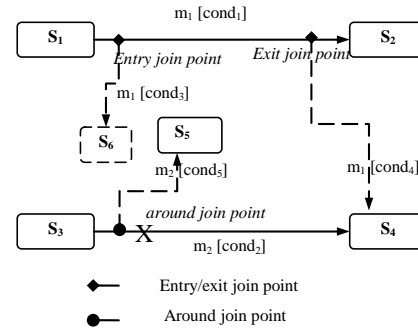 m₁ [cond₁]
S₁
S₂
Entry join point
Exit join point
m₁ [cond₃]
S₅
S₆
m₂ [cond₅]
m₁ [cond₄]
around join point
S₃
X
S₄
m₂ [cond₂]
Entry/exit join point
Around join point